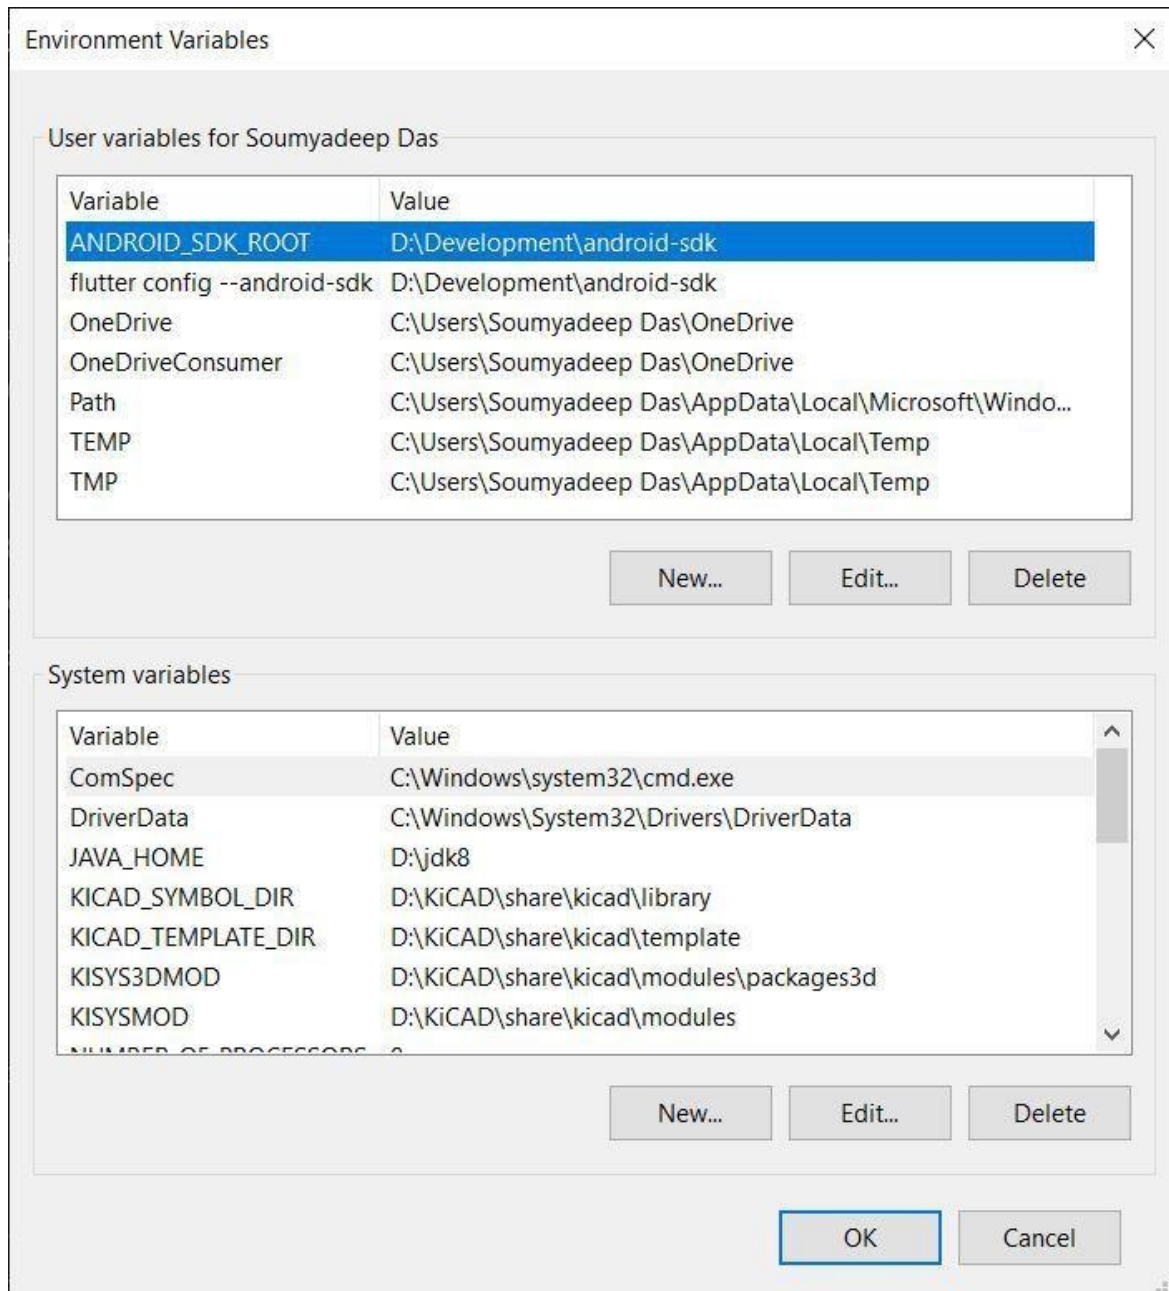 Environment Variables
User variables for Soumyadeep Das
Variable Value
ANDROID_SDK_ROOT D:\Development\android-sdk
flutter config --android-sdk D:\Development\android-sdk
OneDrive C:\Users\Soumyadeep Das\OneDrive
OneDriveConsumer C:\Users\Soumyadeep Das\OneDrive
Path C:\Users\Soumyadeep Das\AppData\Local\Microsoft\Windo...
TEMP C:\Users\Soumyadeep Das\AppData\Local\Temp
TMP C:\Users\Soumyadeep Das\AppData\Local\Temp
New... Edit... Delete
System variables
Variable Value
ComSpec C:\Windows\system32\cmd.exe
DriverData C:\Windows\System32\Drivers\DriverData
JAVA_HOME D:\jdk8
KICAD_SYMBOL_DIR D:\KiCAD\share\kicad\library
KICAD_TEMPLATE_DIR D:\KiCAD\share\kicad\template
KISYS3DMOD D:\KiCAD\share\kicad\modules\packages3d
KISYSMOD D:\KiCAD\share\kicad\modules
NUMBER_OF_PROCESSORS
New... Edit... Delete
OK Cancel